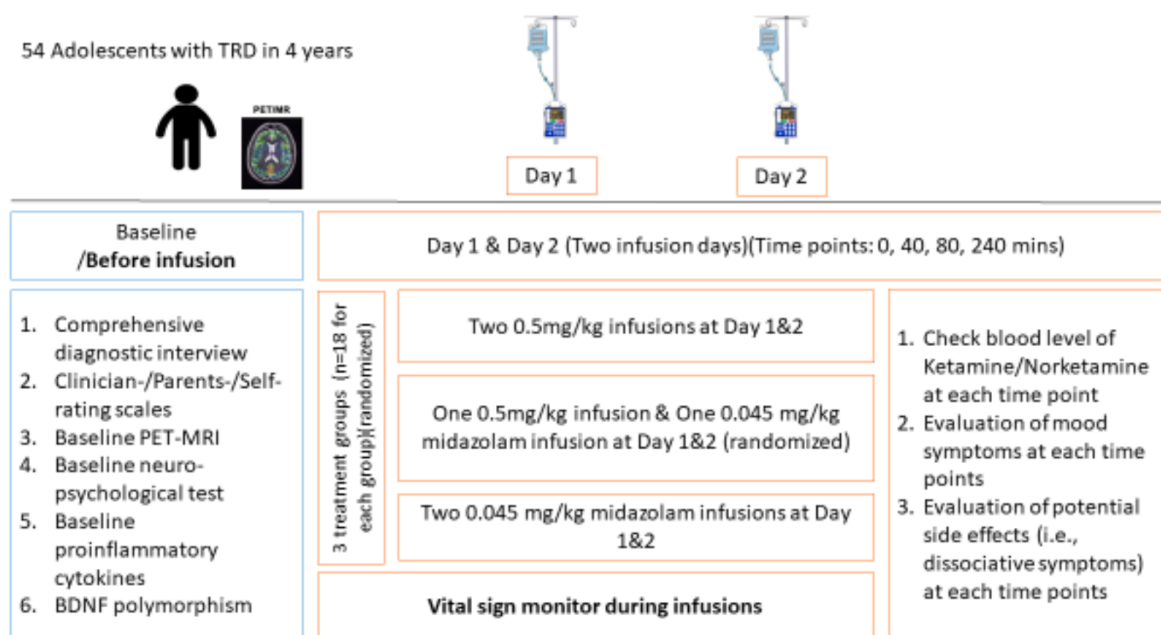 54 Adolescents with TRD in 4 years
PET/MR
Day 1
Day 2
Baseline
/Before infusion
Day 1 & Day 2 (Two infusion days)(Time points: 0, 40, 80, 240 mins)
1. Comprehensive
diagnostic interview
2. Clinician-/Parents-/Self-
rating scales
3. Baseline PET-MRI
4. Baseline neuro-
psychological test
5. Baseline
proinflammatory
cytokines
6. BDNF polymorphism
3 treatment groups (n=18 for
each group)(randomized)
Two 0.5mg/kg infusions at Day 1&2
One 0.5mg/kg infusion & One 0.045 mg/kg
midazolam infusion at Day 1&2 (randomized)
Two 0.045 mg/kg midazolam infusions at Day
1&2
Vital sign monitor during infusions
1. Check blood level of
Ketamine/Norketamine
at each time point
2. Evaluation of mood
symptoms at each time
points
3. Evaluation of potential
side effects (i.e.,
dissociative symptoms)
at each time points